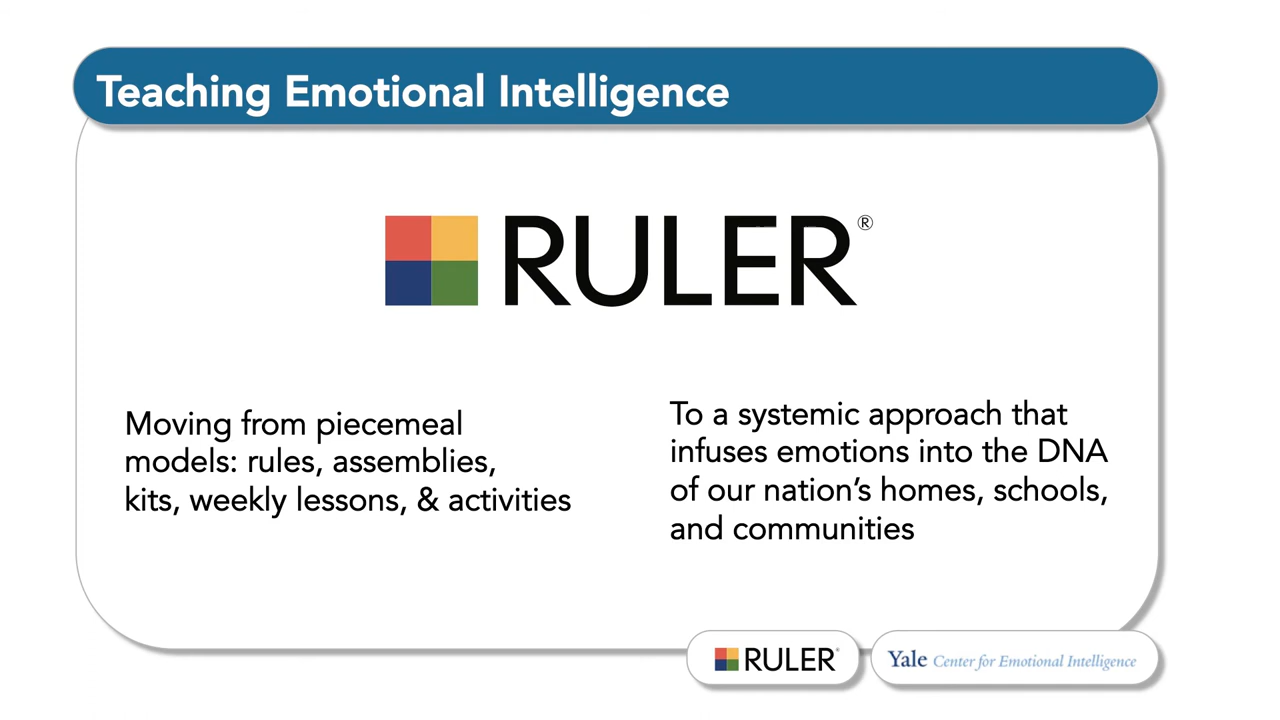 Teaching Emotional Intelligence
RULER®
Moving from piecemeal
models: rules, assemblies,
kits, weekly lessons, & activities
To a systemic approach that
infuses emotions into the DNA
of our nation’s homes, schools,
and communities
RULER®
Yale Center for Emotional Intelligence